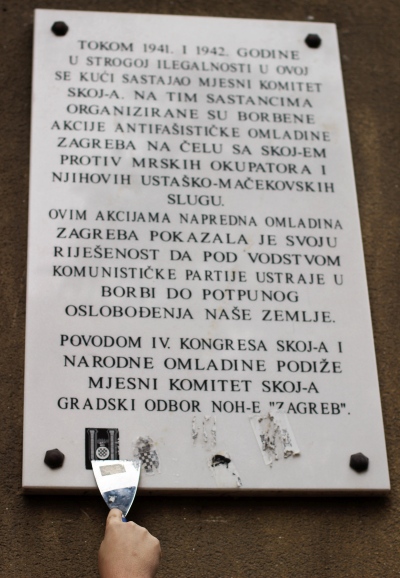 TOKOM 1941. I 1942. GODINE
U STROGOJ ILEGALNOSTI U OVOJ
SE KUĆI SASTAJAO MJESNI KOMITET
SKOJ-A. NA TIM SASTANCIMA
ORGANIZIRANE SU BORBENE
AKCIJE ANTIFAŠISTIČKE OMLADINE
ZAGREBA NA ČELU SA SKOJ-EM
PROTIV MRSKIH OKUPATORA I
NJIHOVIH USTAŠKO-MAČEKOVSKIH
SLUGU.
OVIM AKCIJAMA NAPREDNA OMLADINA
ZAGREBA POKAZALA JE SVOJU
RIJEŠENOST DA POD VODSTVOM
KOMUNISTIČKE PARTIJE USTRAJE U
BORBI DO POTPUNOG
OSLOBOĐENJA NAŠE ZEMLJE.
POVODOM IV. KONGRESA SKOJ-A I
NARODNE OMLADINE PODIŽE
MJESNI KOMITET SKOJ-A
GRADSKI ODBOR NOH-E "ZAGREB".